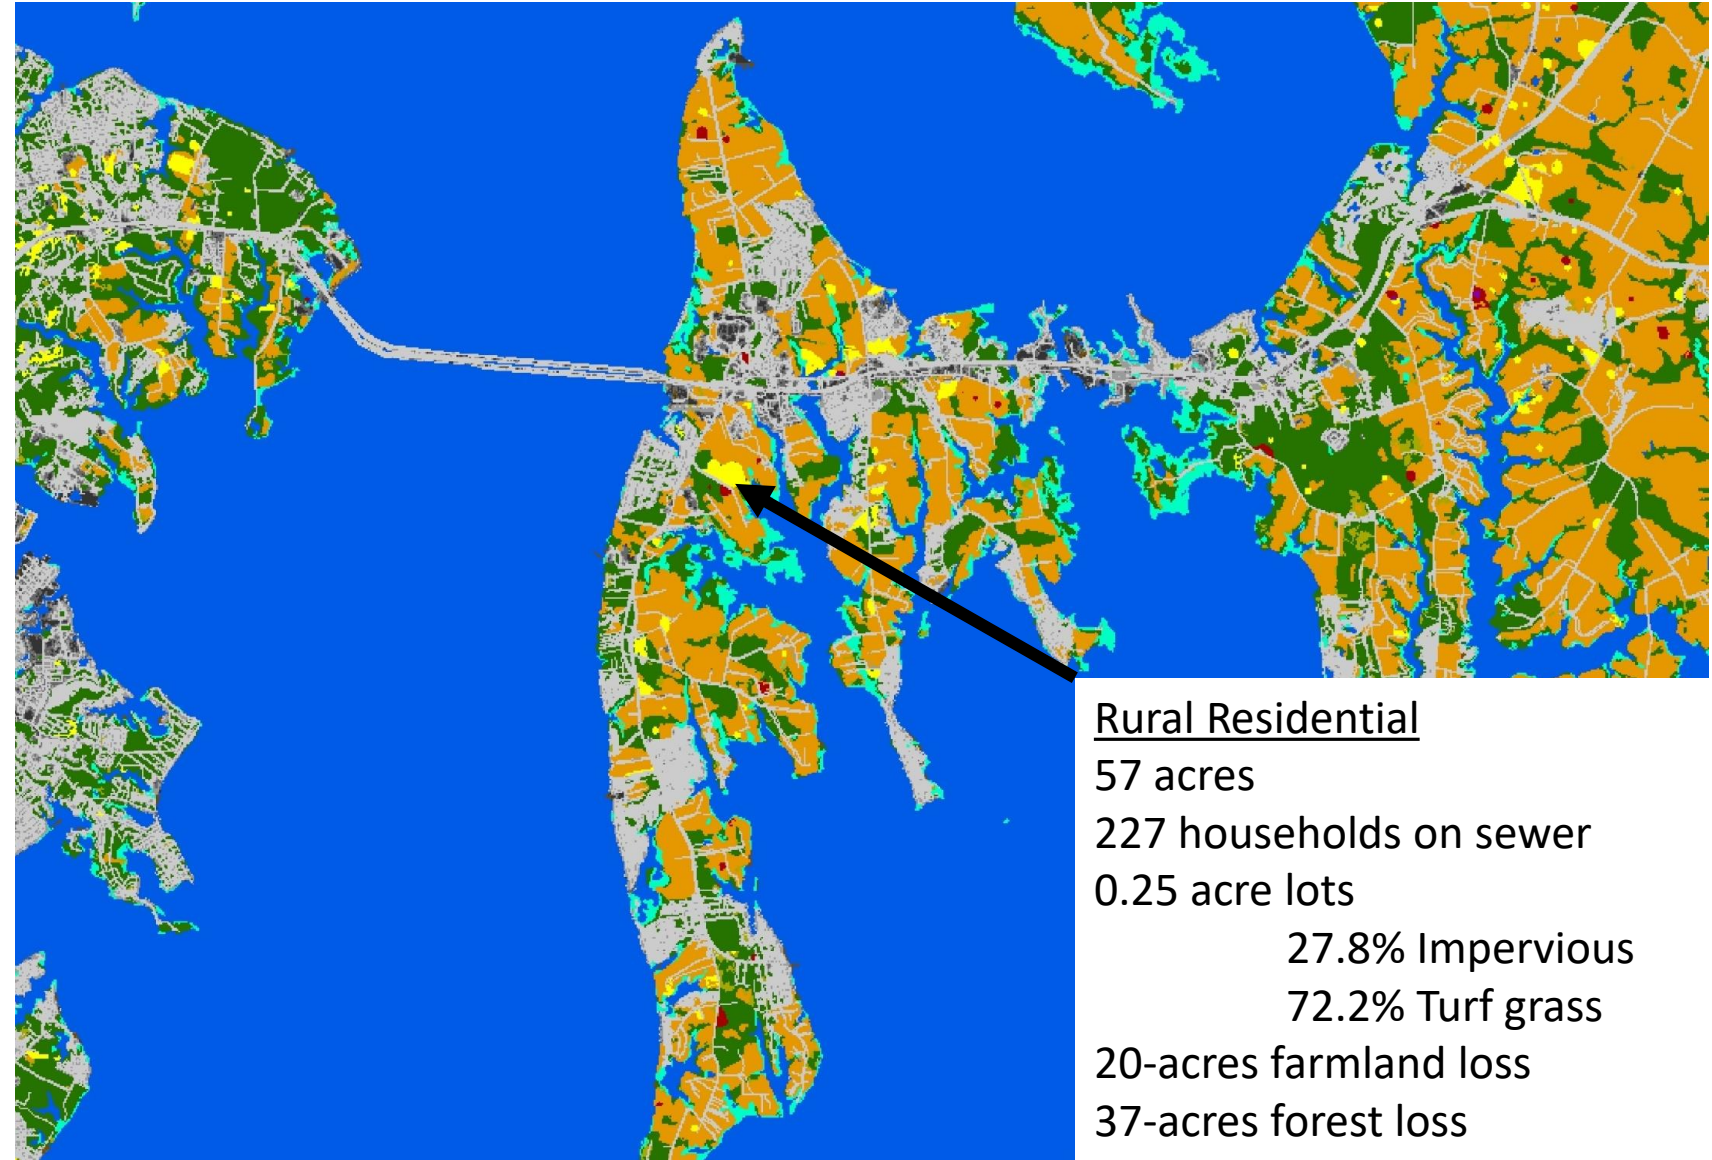 Rural Residential
57 acres
227 households on sewer
0.25 acre lots
27.8% Impervious
72.2% Turf grass
20-acres farmland loss
37-acres forest loss